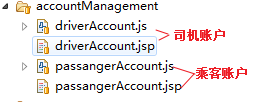 accountManagement
driverAccount.js
driverAccount.jsp
司机账户
passangerAccount.js
passangerAccount.jsp
乘客账户